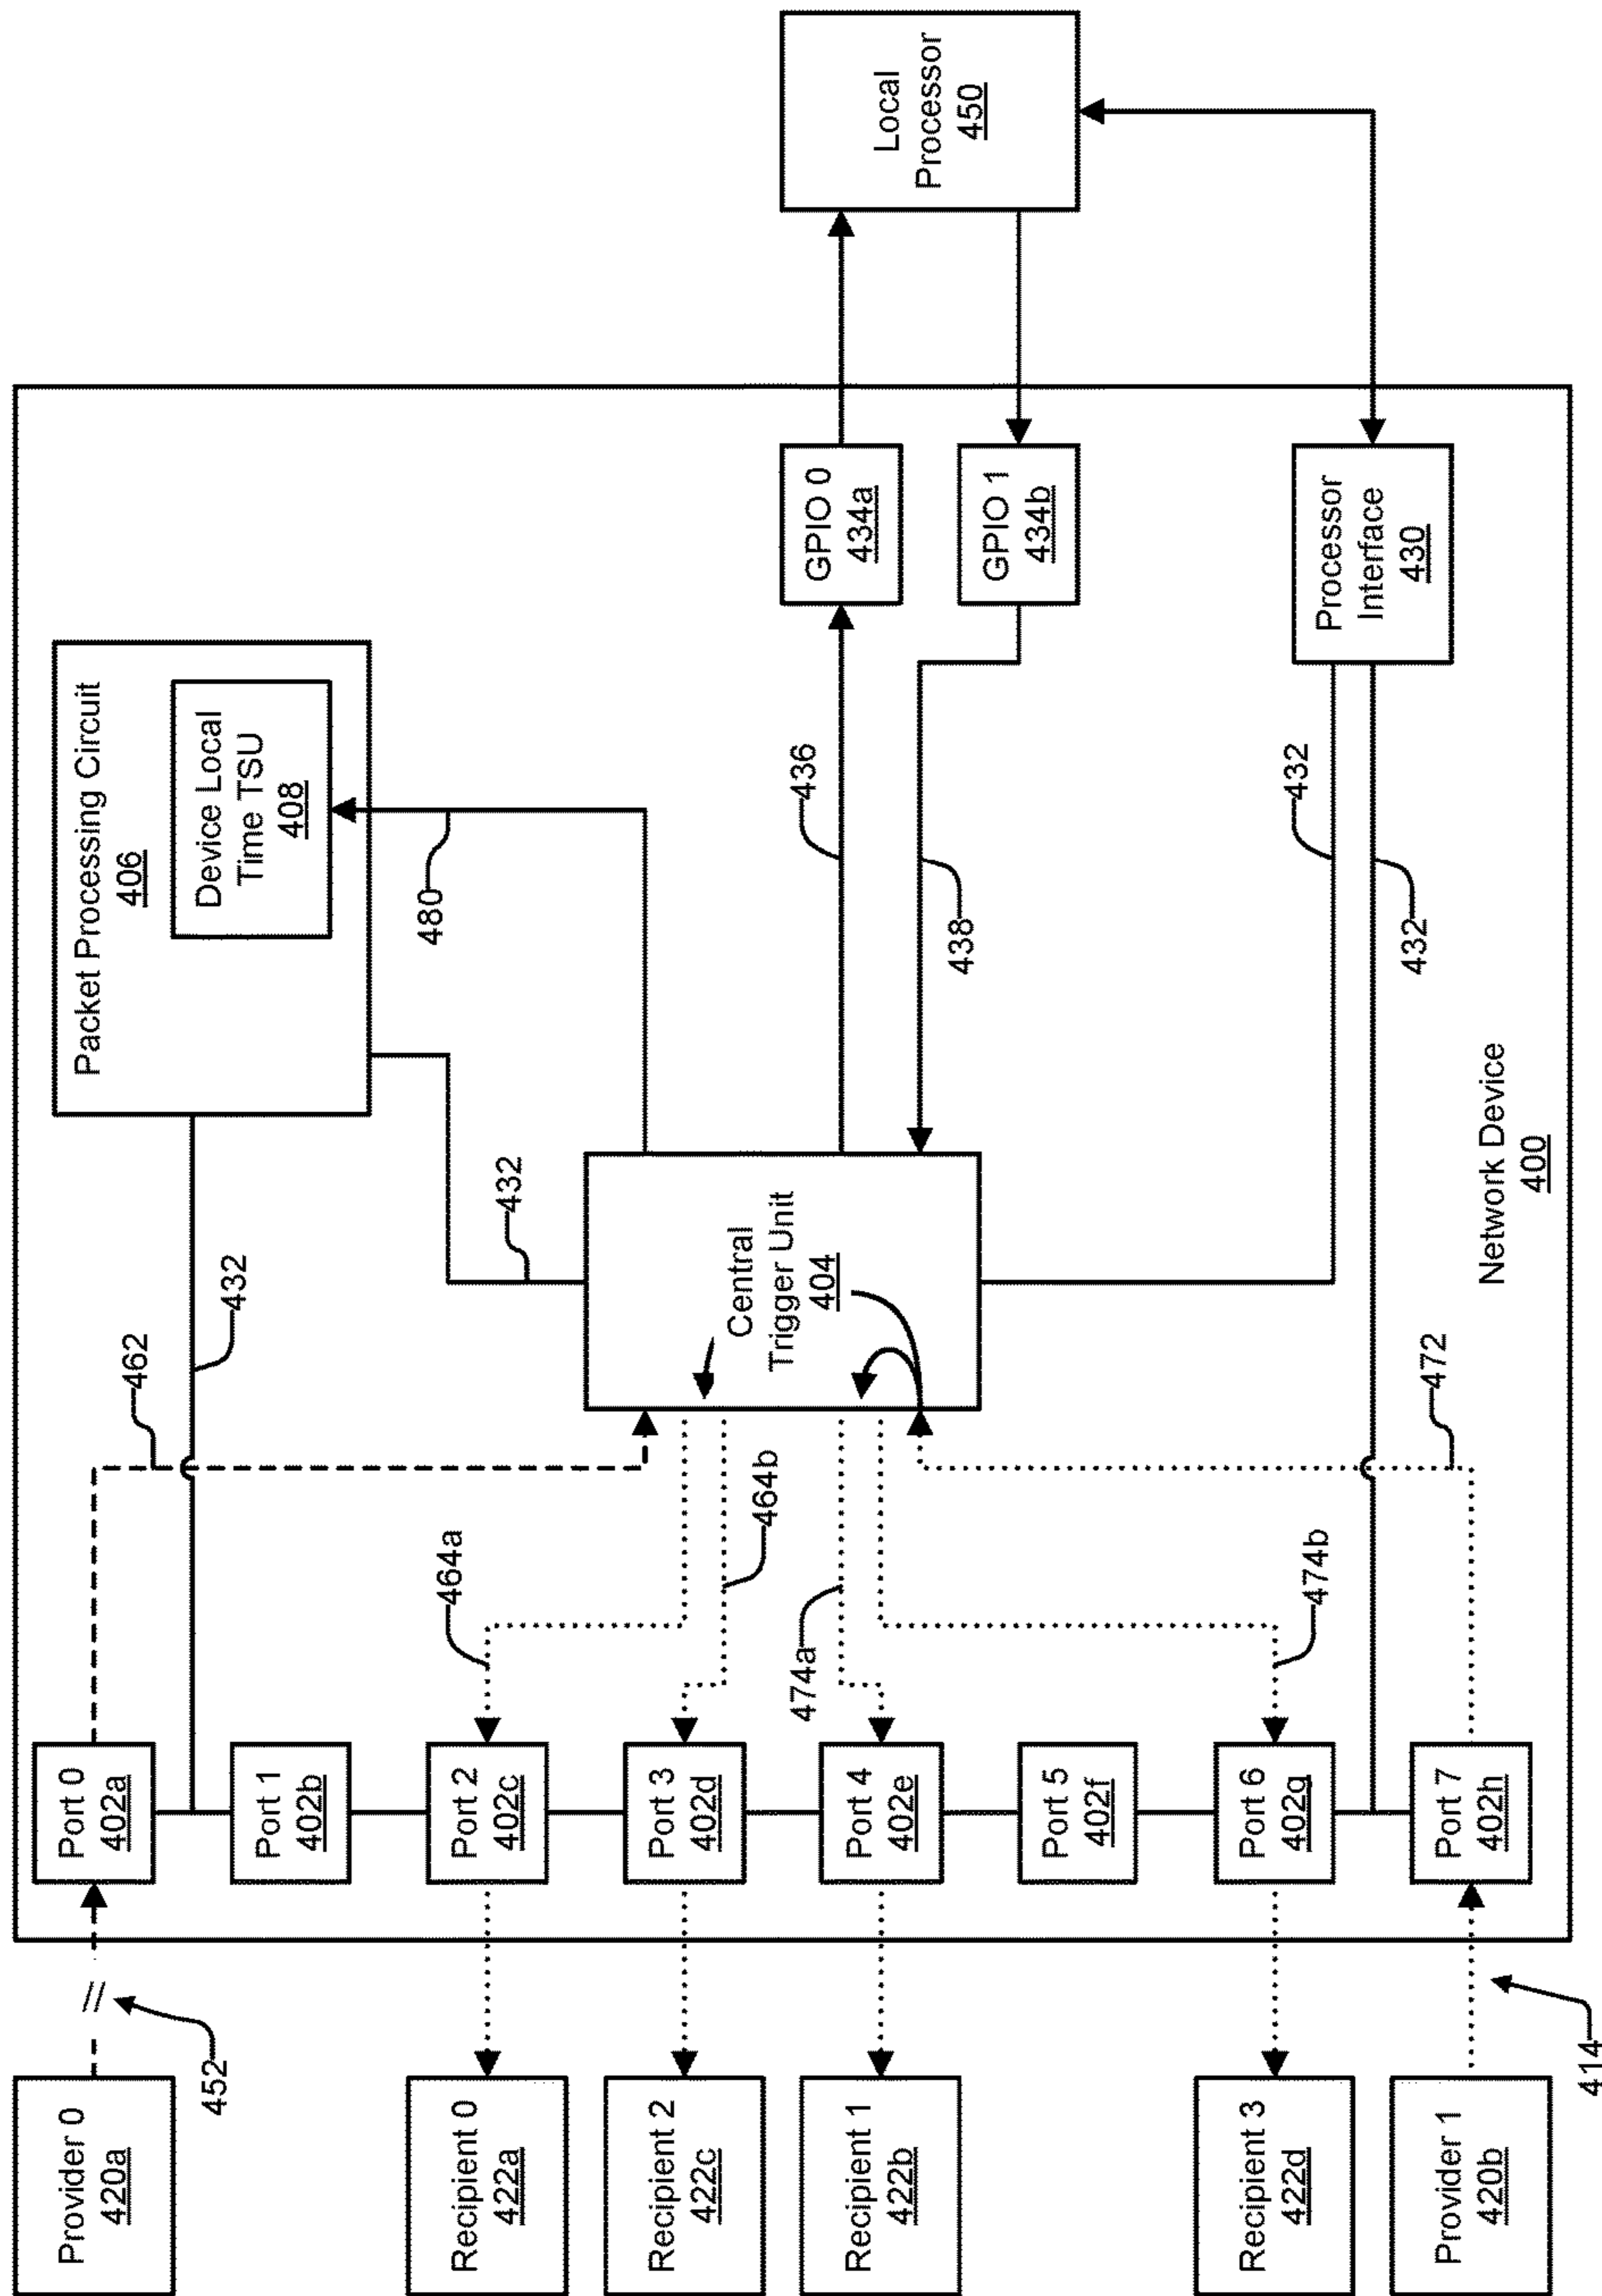 Provider 0
420a
452
Recipient 0
422a
Recipient 2
422c
Recipient 1
422b
Recipient 3
422d
Provider 1
420b
414
Port 0
402a
Port 1
402b
Port 2
402c
Port 3
402d
Port 4
402e
Port 5
402f
Port 6
402g
Port 7
402h
462
432
464a
464b
474a
474b
472
Central
Trigger Unit
404
432
Packet Processing Circuit
406
Device Local
Time TSU
408
480
436
438
432
432
GPIO 0
434a
GPIO 1
434b
Processor
Interface
430
Network Device
400
Local
Processor
450